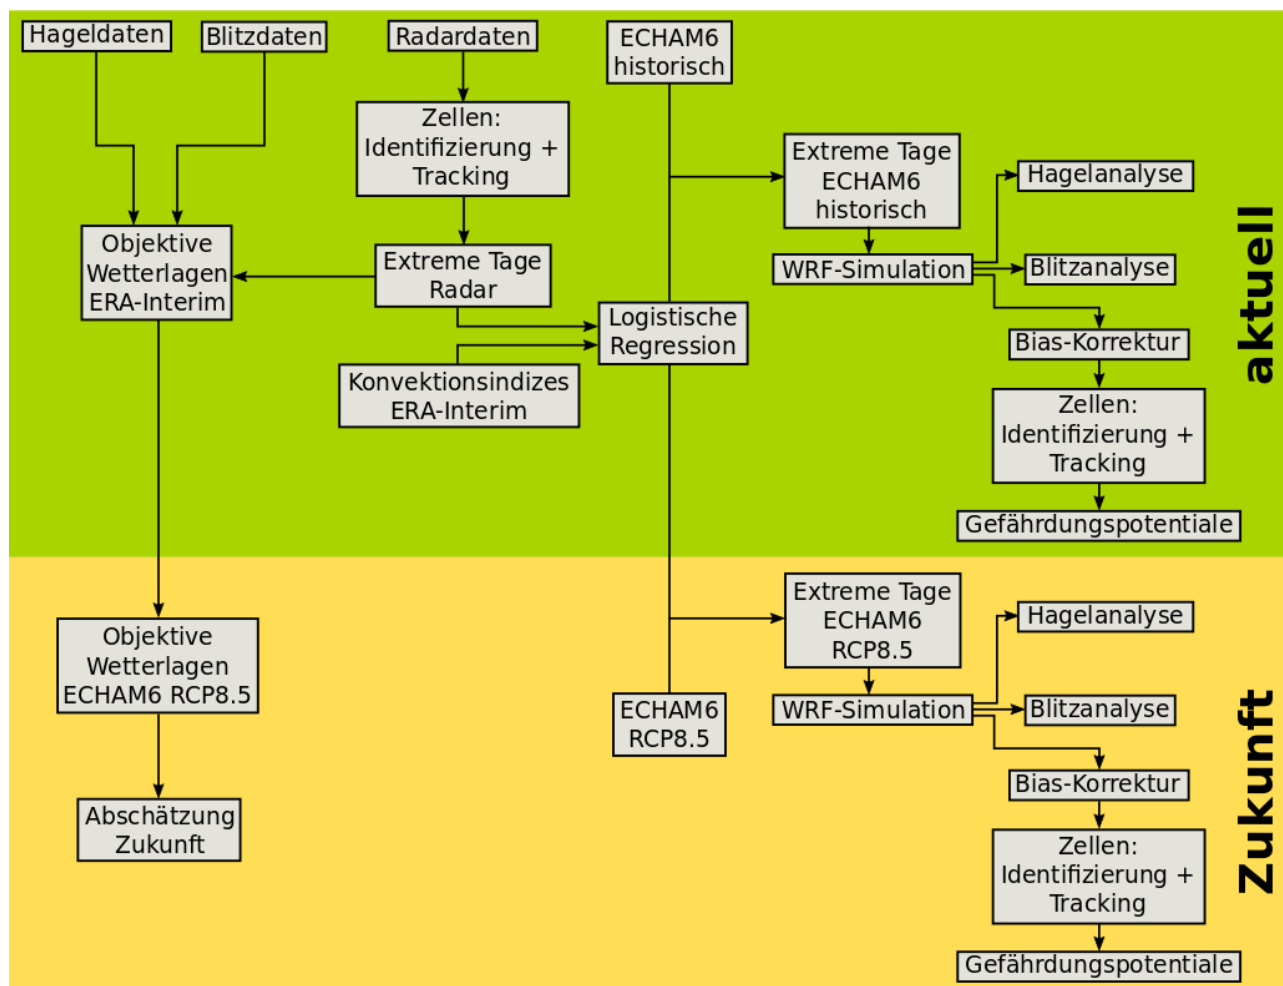 Hageldaten
Blitzdaten
Radardaten
ECHAM6
historisch
Zellen:
Identifizierung +
Tracking
Extreme Tage
ECHAM6
historisch
Hagelanalyse
Objektive
Wetterlagen
ERA-Interim
Extreme Tage
Radar
WRF-Simulation
Blitzanalyse
Logistische
Regression
Bias-Korrektur
Konvektionsindizes
ERA-Interim
Zellen:
Identifizierung +
Tracking
Gefährdungspotentiale
aktuell
Objektive
Wetterlagen
ECHAM6 RCP8.5
Extreme Tage
ECHAM6
RCP8.5
Hagelanalyse
ECHAM6
RCP8.5
WRF-Simulation
Blitzanalyse
Bias-Korrektur
Abschätzung
Zukunft
Zellen:
Identifizierung +
Tracking
Gefährdungspotentiale
Zukunft